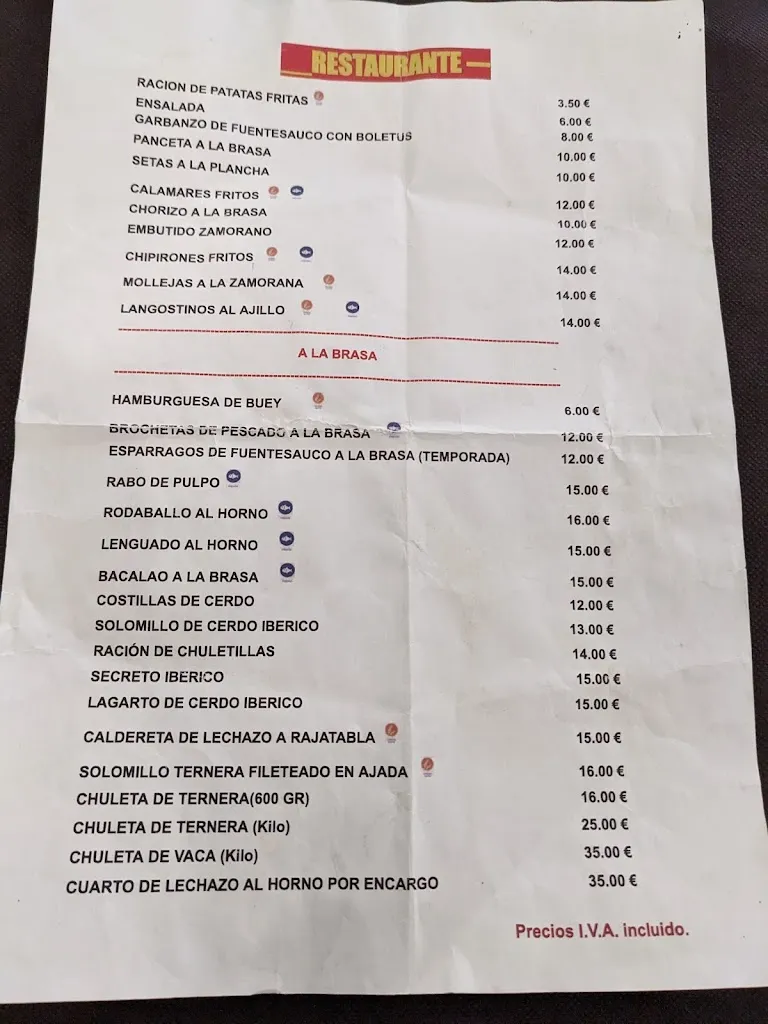 RESTAURANTE
RACION DE PATATAS FRITAS 3.50 €
ENSALADA 6.00 €
GARBANZO DE FUENTESAUCO CON BOLETUS 8.00 €
PANCETA A LA BRASA 10.00 €
SETAS A LA PLANCHA 10.00 €
CALAMARES FRITOS 12.00 €
CHORIZO A LA BRASA 10.00 €
EMBUTIDO ZAMORANO 12.00 €
CHIPIRONES FRITOS 14.00 €
MOLLEJAS A LA ZAMORANA 14.00 €
LANGOSTINOS AL AJILLO 14.00 €
A LA BRASA
HAMBURGUESA DE BUEY 6.00 €
BROCHETAS DE PESCADO A LA BRASA 12.00 €
ESPARRAGOS DE FUENTESAUCO A LA BRASA (TEMPORADA) 12.00 €
RABO DE PULPO 15.00 €
RODABALLO AL HORNO 16.00 €
LENGUADO AL HORNO 15.00 €
BACALAO A LA BRASA 15.00 €
COSTILLAS DE CERDO 12.00 €
SOLOMILLO DE CERDO IBERICO 13.00 €
RACIÓN DE CHULETILLAS 14.00 €
SECRETO IBERICO 15.00 €
LAGARTO DE CERDO IBERICO 15.00 €
CALDERETA DE LECHAZO A RAJATABLA 15.00 €
SOLOMILLO TERNERA FILETEADO EN AJADA 16.00 €
CHULETA DE TERNERA(600 GR) 16.00 €
CHULETA DE TERNERA (Kilo) 25.00 €
CHULETA DE VACA (Kilo) 35.00 €
CUARTO DE LECHAZO AL HORNO POR ENCARGO 35.00 €
Precios I.V.A. incluido.